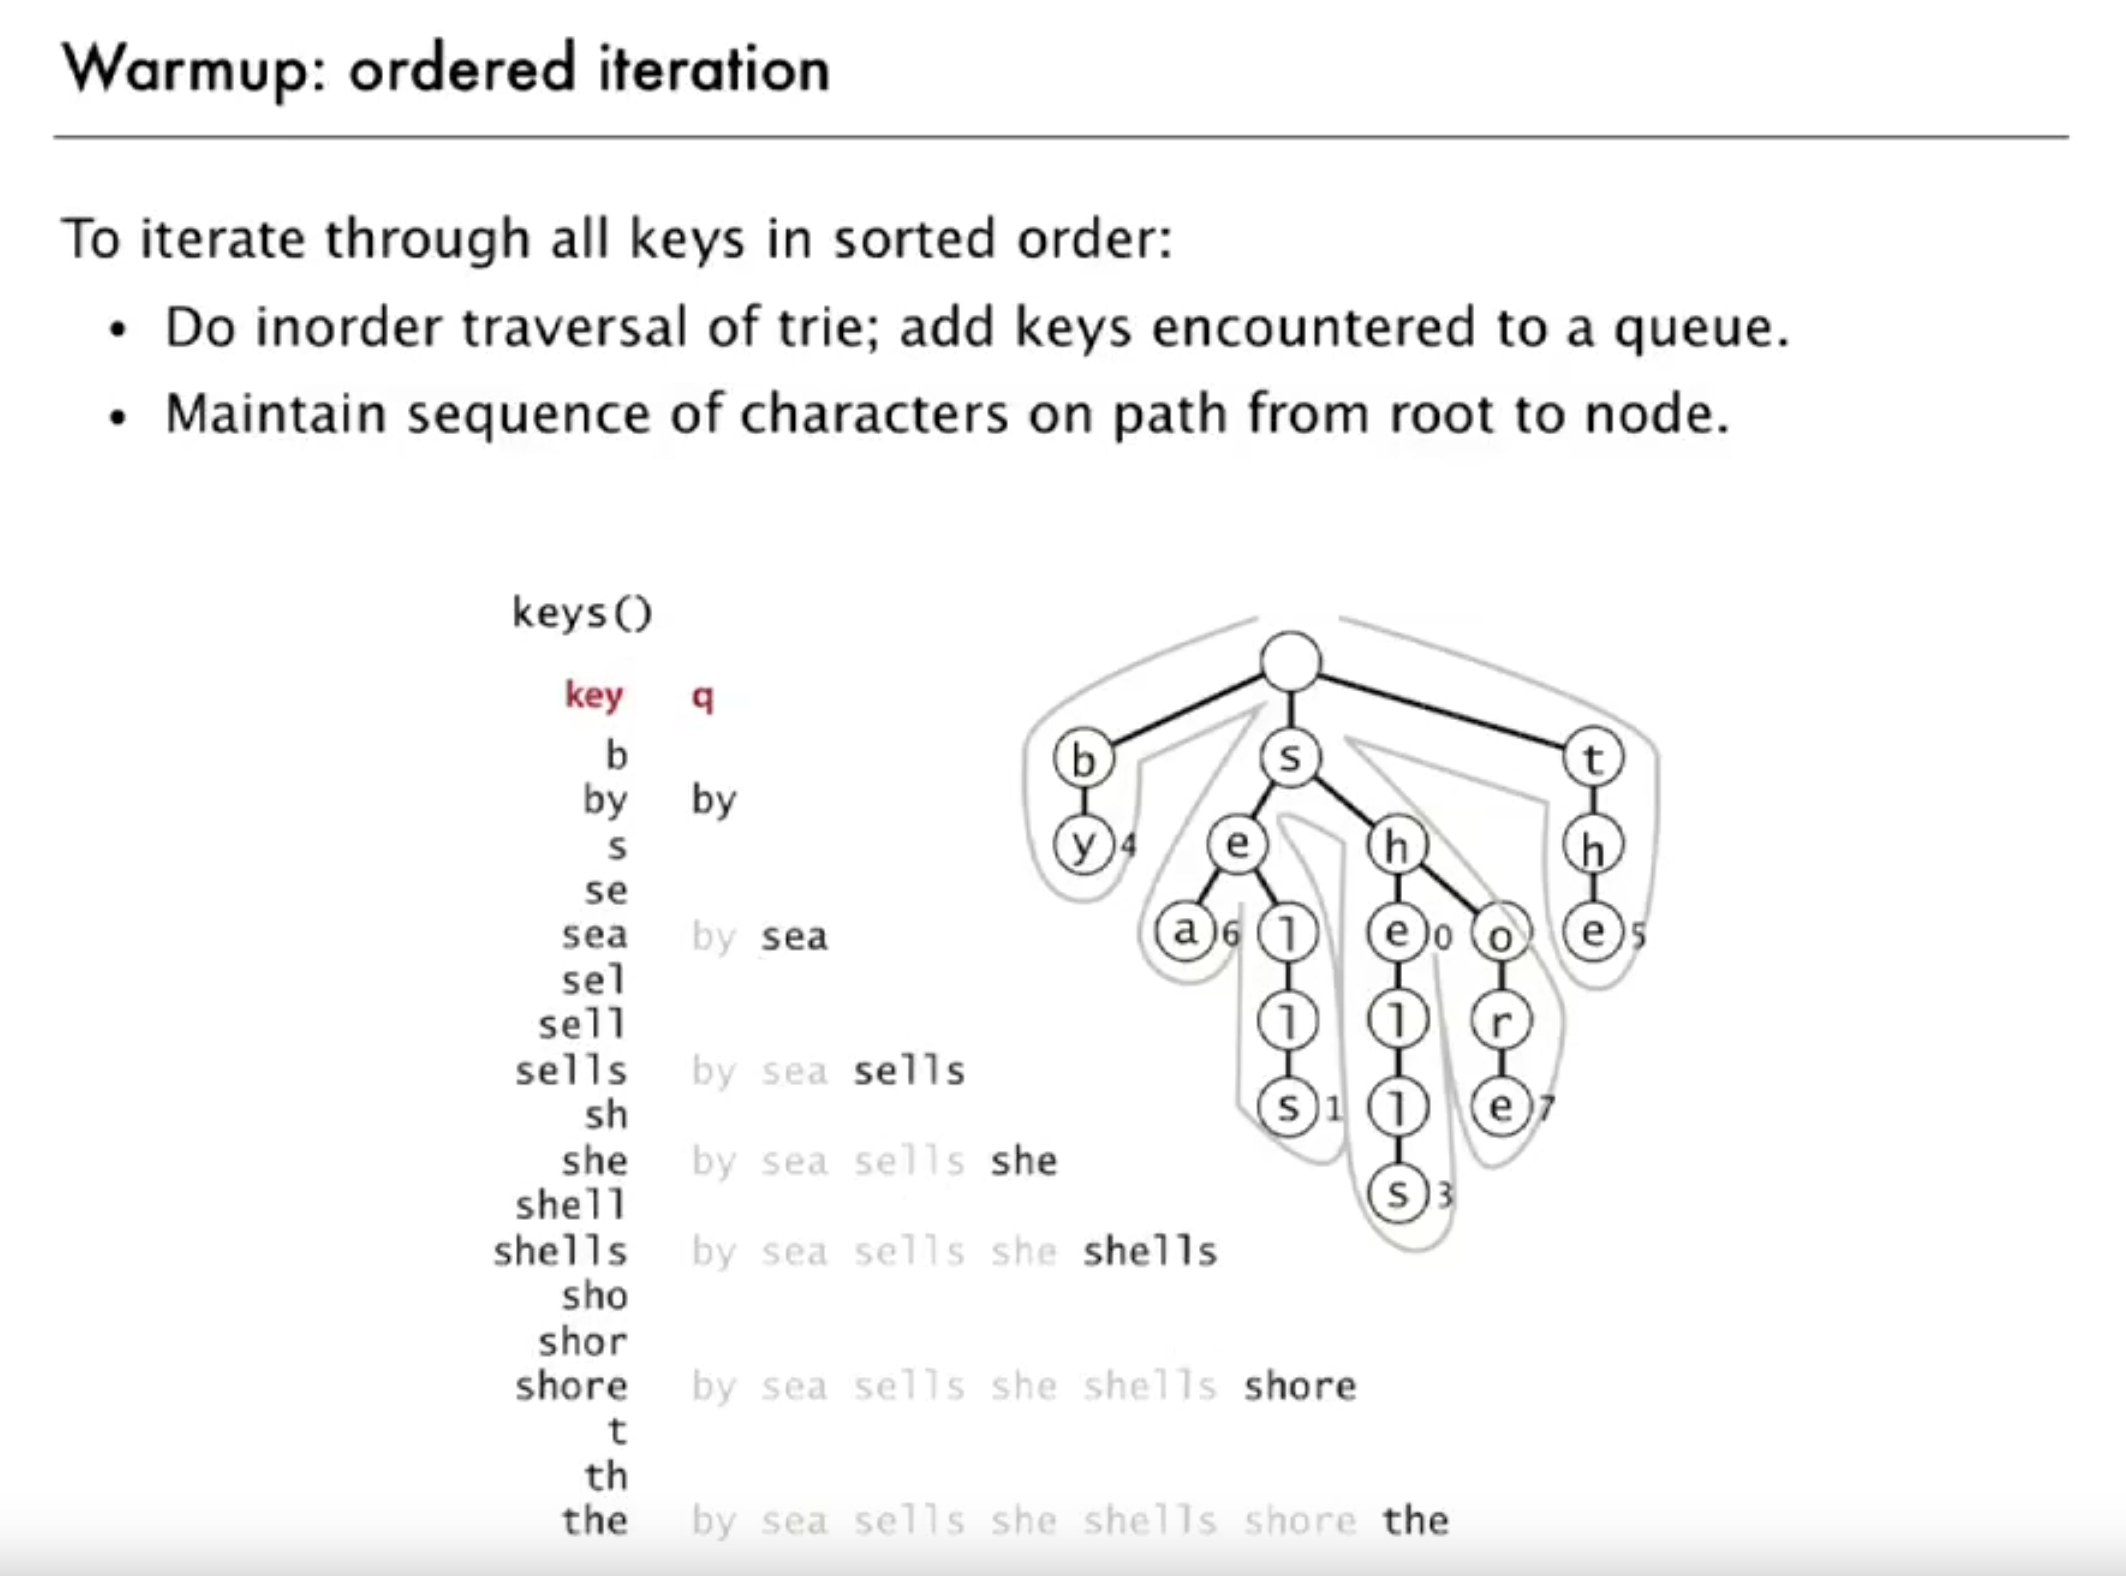 Warmup: ordered iteration
To iterate through all keys in sorted order:
• Do inorder traversal of trie; add keys encountered to a queue.
• Maintain sequence of characters on path from root to node.
keys()
key q
b
by by
s
se
sea by sea
sel
sell
sells by sea sells
sh
she by sea sells she
shell
shells by sea sells she shells
sho
shor
shore by sea sells she shells shore
t
th
the by sea sells she shells shore the
b s t
y 4 e h h
a 6 l e 0 o e 5
l l r
s 1 l e 7
s 3